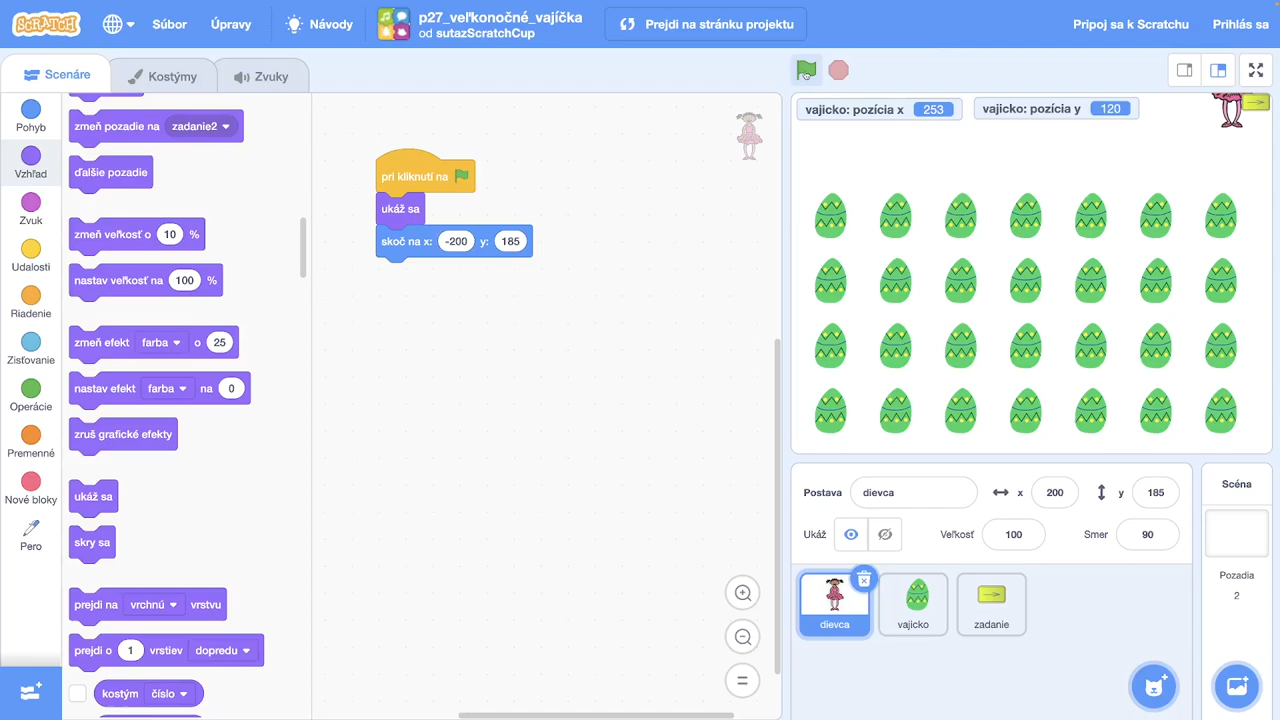 SCRATCH
Súbor
Úpravy
Návody
p27_veľkonočné_vajíčka
od sutazScratchCup
Prejdi na stránku projektu
Pripoj sa k Scratchu
Prihlás sa
Scenáre
Kostýmy
Zvuky
Pohyb
Vzhľad
Zvuk
Udalosti
Riadenie
Zisťovanie
Operácie
Premenné
Nové bloky
Pero
zmeň pozadie na zadanie2
ďalšie pozadie
zmeň veľkosť o 10 %
nastav veľkosť na 100 %
zmeň efekt farba o 25
nastav efekt farba na 0
zruš grafické efekty
ukáž sa
skry sa
prejdi na vrchnú vrstvu
prejdi o 1 vrstiev dopredu
kostým číslo
pri kliknutí na
ukáž sa
skoč na x: -200 y: 185
vajicko: pozícia x 253
vajicko: pozícia y 120
Postava dievca x 200 y 185
Ukáž Veľkosť 100 Smer 90
dievca
vajicko
zadanie
Scéna
Pozadia
2